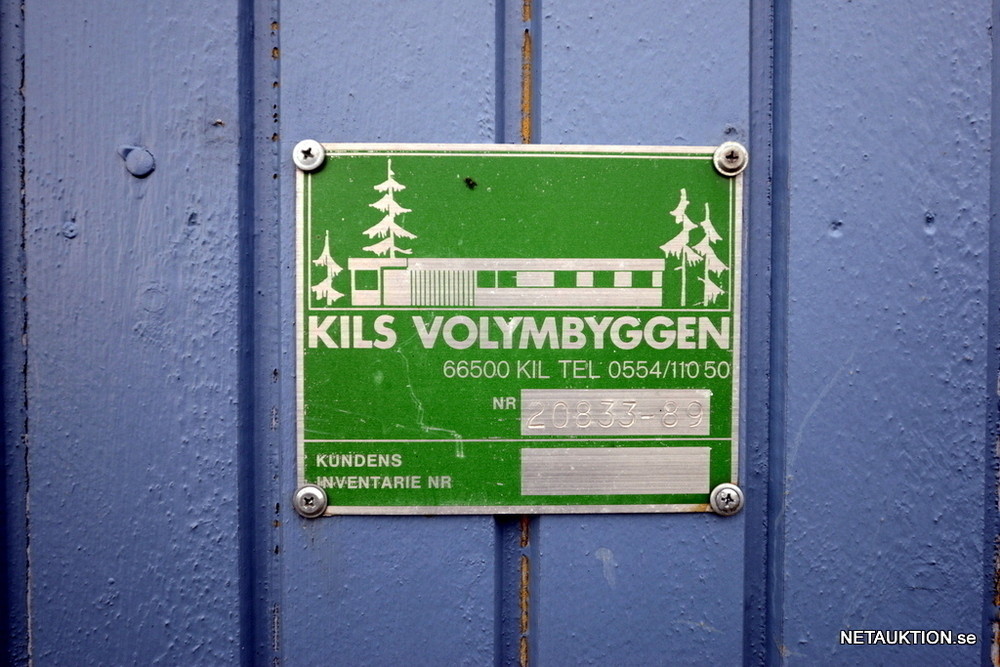 KILS VOLYMBYGGEN
66500 KIL TEL 0554/110 50
NR 20833-89
KUNDENS
INVENTARIE NR
NETAUKTION.se